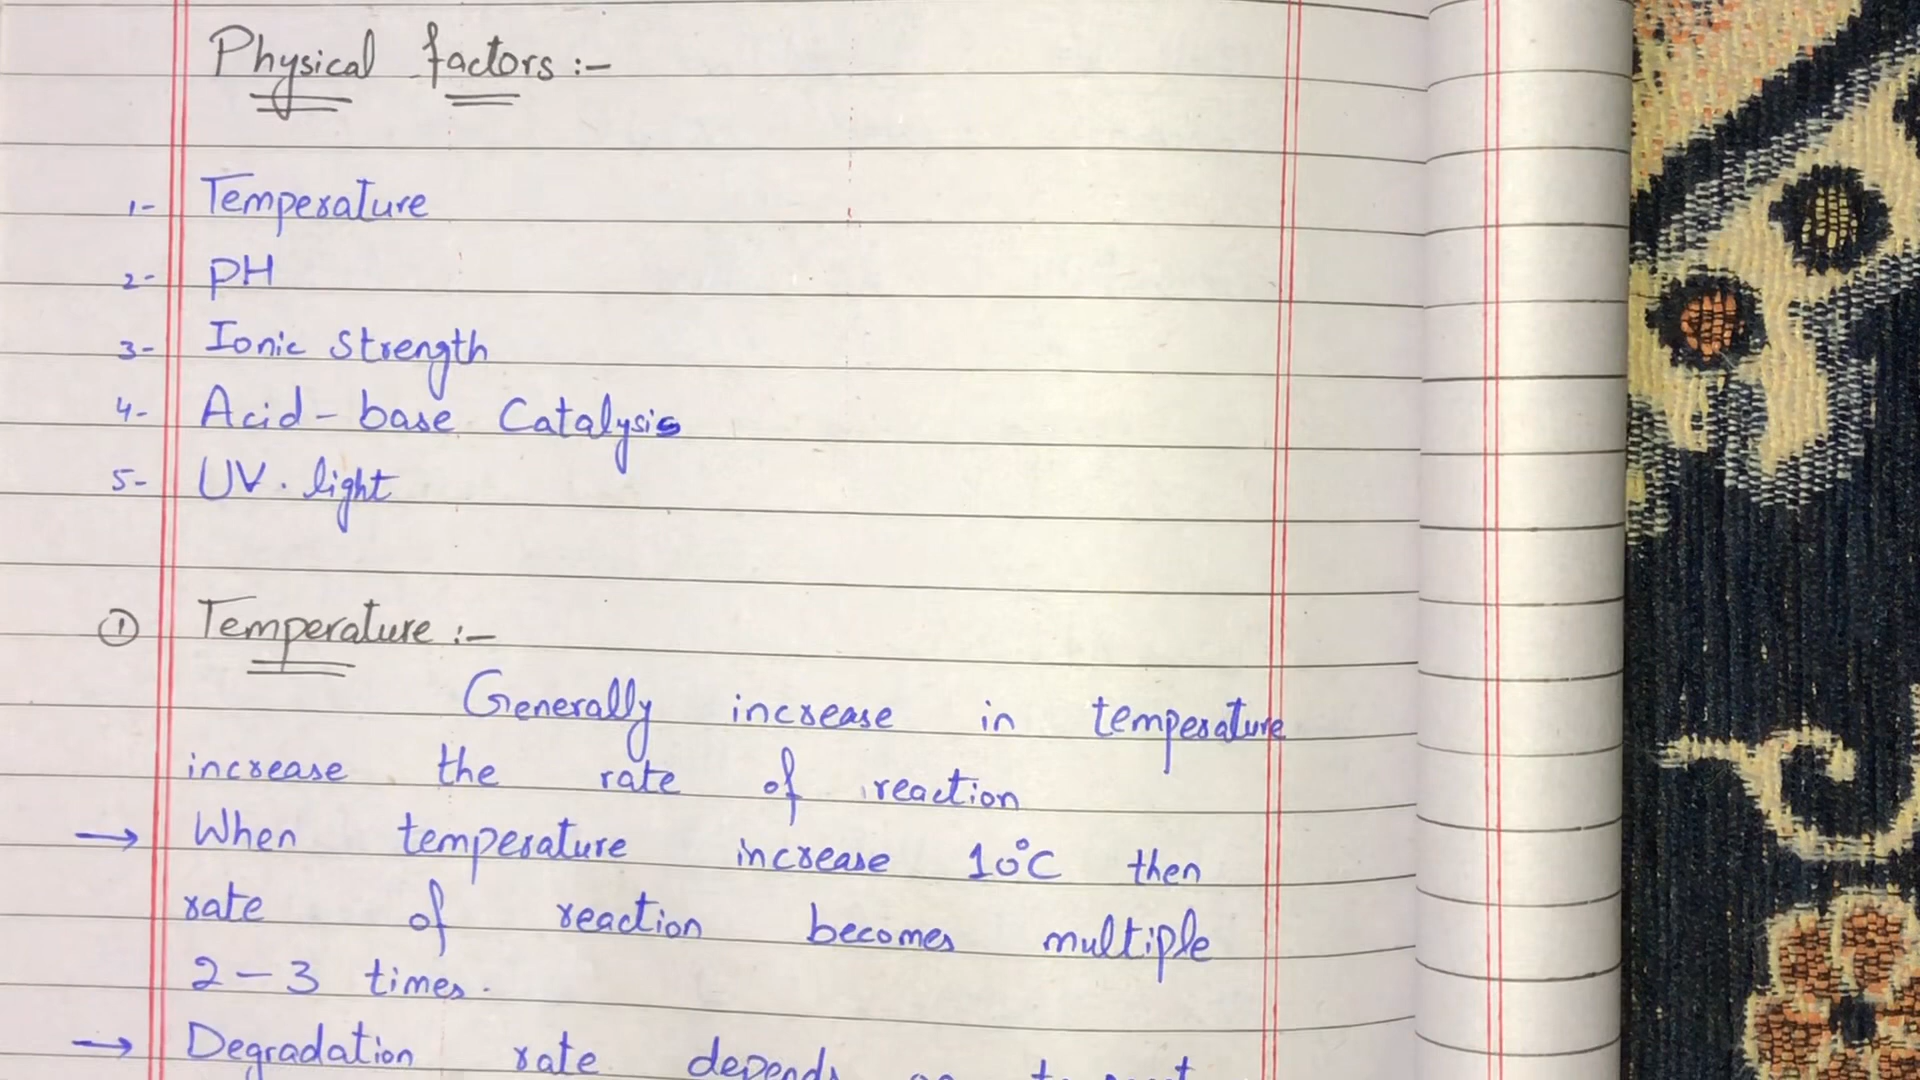 Physical factors :-
1- Temperature
2- PH
3- Ionic Strength
4- Acid-base Catalysis
5- UV. light
① Temperature :-
Generally increase in temperature
increase the rate of reaction
→ When temperature increase 10°C then
rate of reaction becomes multiple
2-3 times.
→ Degradation rate depends on